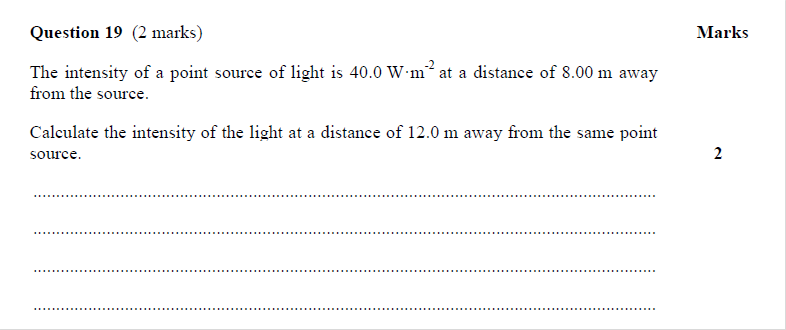 Question 19 (2 marks) Marks
The intensity of a point source of light is 40.0 W·m⁻² at a distance of 8.00 m away
from the source.
Calculate the intensity of the light at a distance of 12.0 m away from the same point
source. 2